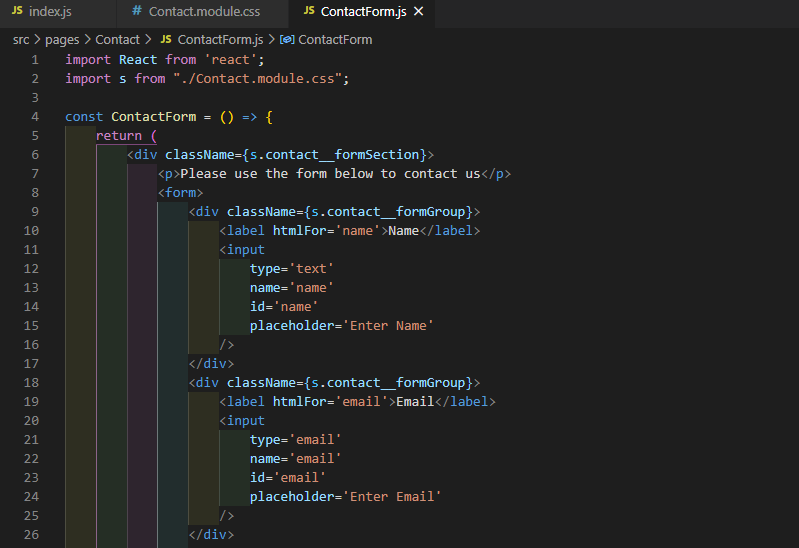 JS index.js # Contact.module.css JS ContactForm.js ×
src > pages > Contact > JS ContactForm.js > ContactForm
1 import React from 'react';
2 import s from "./Contact.module.css";
3
4 const ContactForm = () => {
5 return (
6 <div className={s.contact__formSection}>
7 <p>Please use the form below to contact us</p>
8 <form>
9 <div className={s.contact__formGroup}>
10 <label htmlFor='name'>Name</label>
11 <input
12 type='text'
13 name='name'
14 id='name'
15 placeholder='Enter Name'
16 />
17 </div>
18 <div className={s.contact__formGroup}>
19 <label htmlFor='email'>Email</label>
20 <input
21 type='email'
22 name='email'
23 id='email'
24 placeholder='Enter Email'
25 />
26 </div>